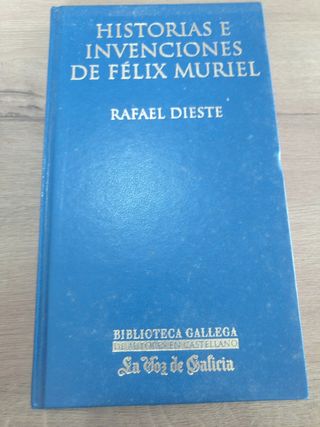 HISTORIAS E
INVENCIONES
DE FÉLIX MURIEL
RAFAEL DIESTE
BIBLIOTECA GALLEGA
DE AUTORES EN CASTELLANO
La Voz de Galicia